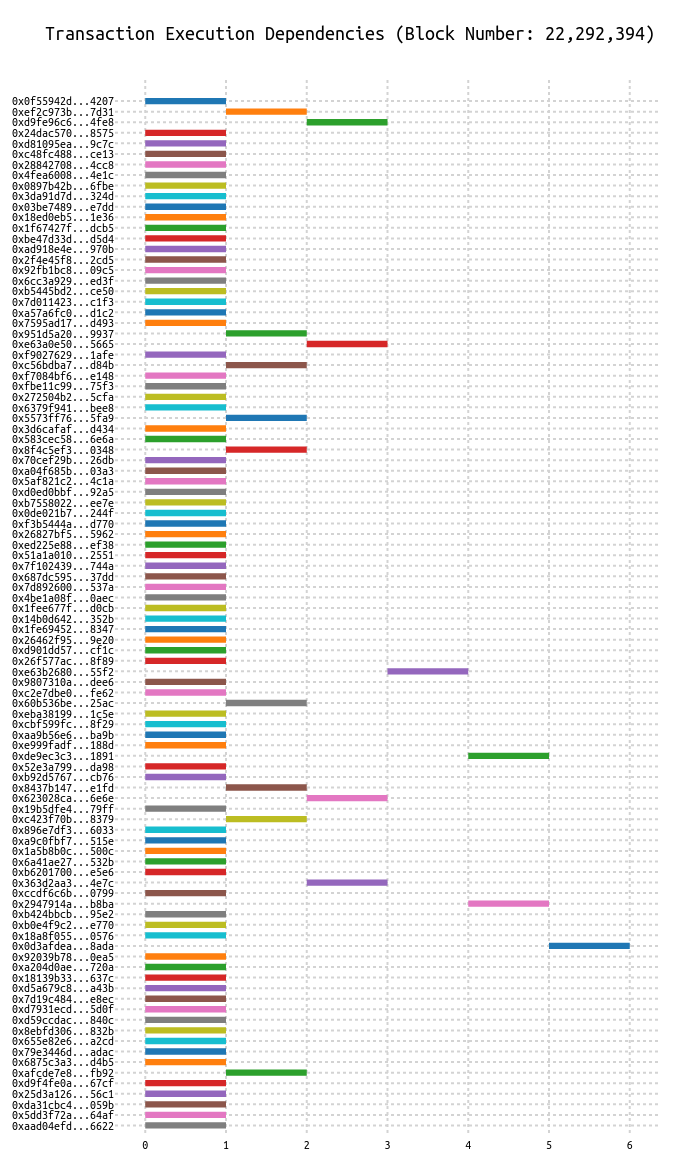 Transaction Execution Dependencies (Block Number: 22,292,394)
0x0f55942d...4207
0xef2c973b...7d31
0xd9fe96c6...4fe8
0x24dac570...8575
0xd81095ea...9c7c
0xc48fc488...ce13
0x28842708...4cc8
0x4fea6008...4e1c
0x0897b42b...6fbe
0x3da91d7d...324d
0x03be7489...e7dd
0x18ed0eb5...1e36
0x1f67427f...dcb5
0xbe47d33d...d5d4
0xad918e4e...970b
0x2f4e45f8...2cd5
0x92fb1bc8...09c5
0x6cc3a929...ed3f
0xb5445bd2...ce50
0x7d011423...c1f3
0xa57a6fc0...d1c2
0x7595ad17...d493
0x951d5a20...9937
0xe63a0e50...5665
0xf9027629...1afe
0xc56bdba7...d84b
0xf7084bf6...e148
0xfbe11c99...75f3
0x272504b2...5cfa
0x6379f941...bee8
0x5573ff76...5fa9
0x3d6cafaf...d434
0x583cec58...6e6a
0x8f4c5ef3...0348
0x70cef29b...26db
0xa04f685b...03a3
0x5af821c2...4c1a
0xd0ed0bbf...92a5
0xb7558022...ee7e
0x0de021b7...244f
0xf3b5444a...d770
0x26827bf5...5962
0xed225e88...ef38
0x51a1a010...2551
0x7f102439...744a
0x687dc595...37dd
0x7d892600...537a
0x4be1a08f...0aec
0x1fee677f...d0cb
0x14b0d642...352b
0x1fe69452...8347
0x26462f95...9e20
0xd901dd57...cf1c
0x26f577ac...8f89
0xe63b2680...55f2
0x9807310a...dee6
0xc2e7dbe0...fe62
0x60b536be...25ac
0xeba38199...1c5e
0xcbf599fc...8f29
0xaa9b56e6...ba9b
0xe999fadf...188d
0xde9ec3c3...1891
0x52e3a799...da98
0xb92d5767...cb76
0x8437b147...e1fd
0x623028ca...6e6e
0x19b5dfe4...79ff
0xc423f70b...8379
0x896e7df3...6033
0xa9c0fbf7...515e
0x1a5b8b0c...500c
0x6a41ae27...532b
0xb6201700...e5e6
0x363d2aa3...4e7c
0xccdf6c6b...0799
0x2947914a...b8ba
0xb424bbcb...95e2
0xb0e4f9c2...e770
0x18a8f055...0576
0x0d3afdea...8ada
0x92039b78...0ea5
0xa204d0ae...720a
0x18139b33...637c
0xd5a679c8...a43b
0x7d19c484...e8ec
0xd7931ecd...5d0f
0xd59ccdac...840c
0x8ebfd306...832b
0x655e82e6...a2cd
0x79e3446d...adac
0x6875c3a3...d4b5
0xafcde7e8...fb92
0xd9f4fe0a...67cf
0x25d3a126...56c1
0xda31cbc4...059b
0x5dd3f72a...64af
0xaad04efd...6622
0 1 2 3 4 5 6